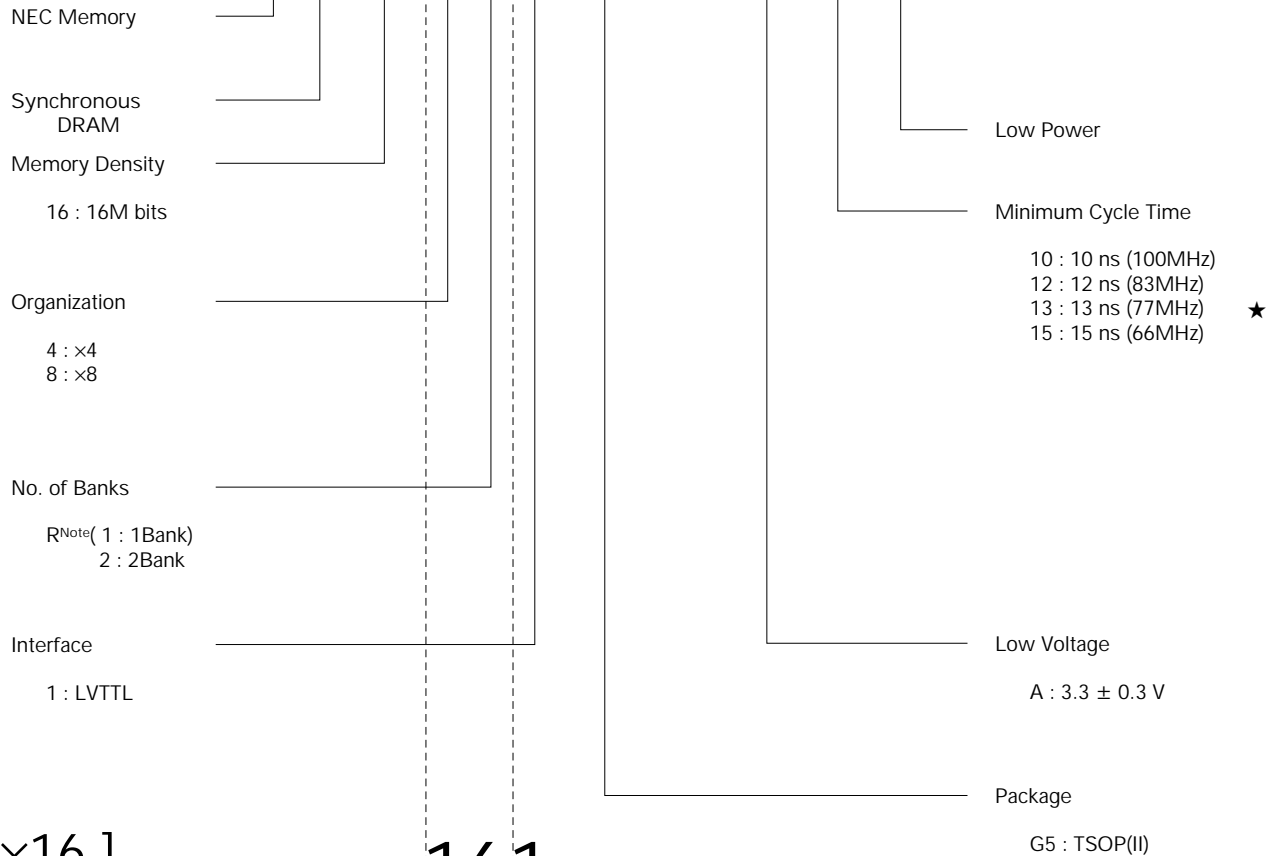 NEC Memory
Synchronous
DRAM
Memory Density
16 : 16M bits
Organization
4 : ×4
8 : ×8
No. of Banks
RNote( 1 : 1Bank)
2 : 2Bank
Interface
1 : LVTTL
Low Power
Minimum Cycle Time
10 : 10 ns (100MHz)
12 : 12 ns (83MHz)
13 : 13 ns (77MHz) ★
15 : 15 ns (66MHz)
Low Voltage
A : 3.3 ± 0.3 V
Package
G5 : TSOP(II)
×16 ]